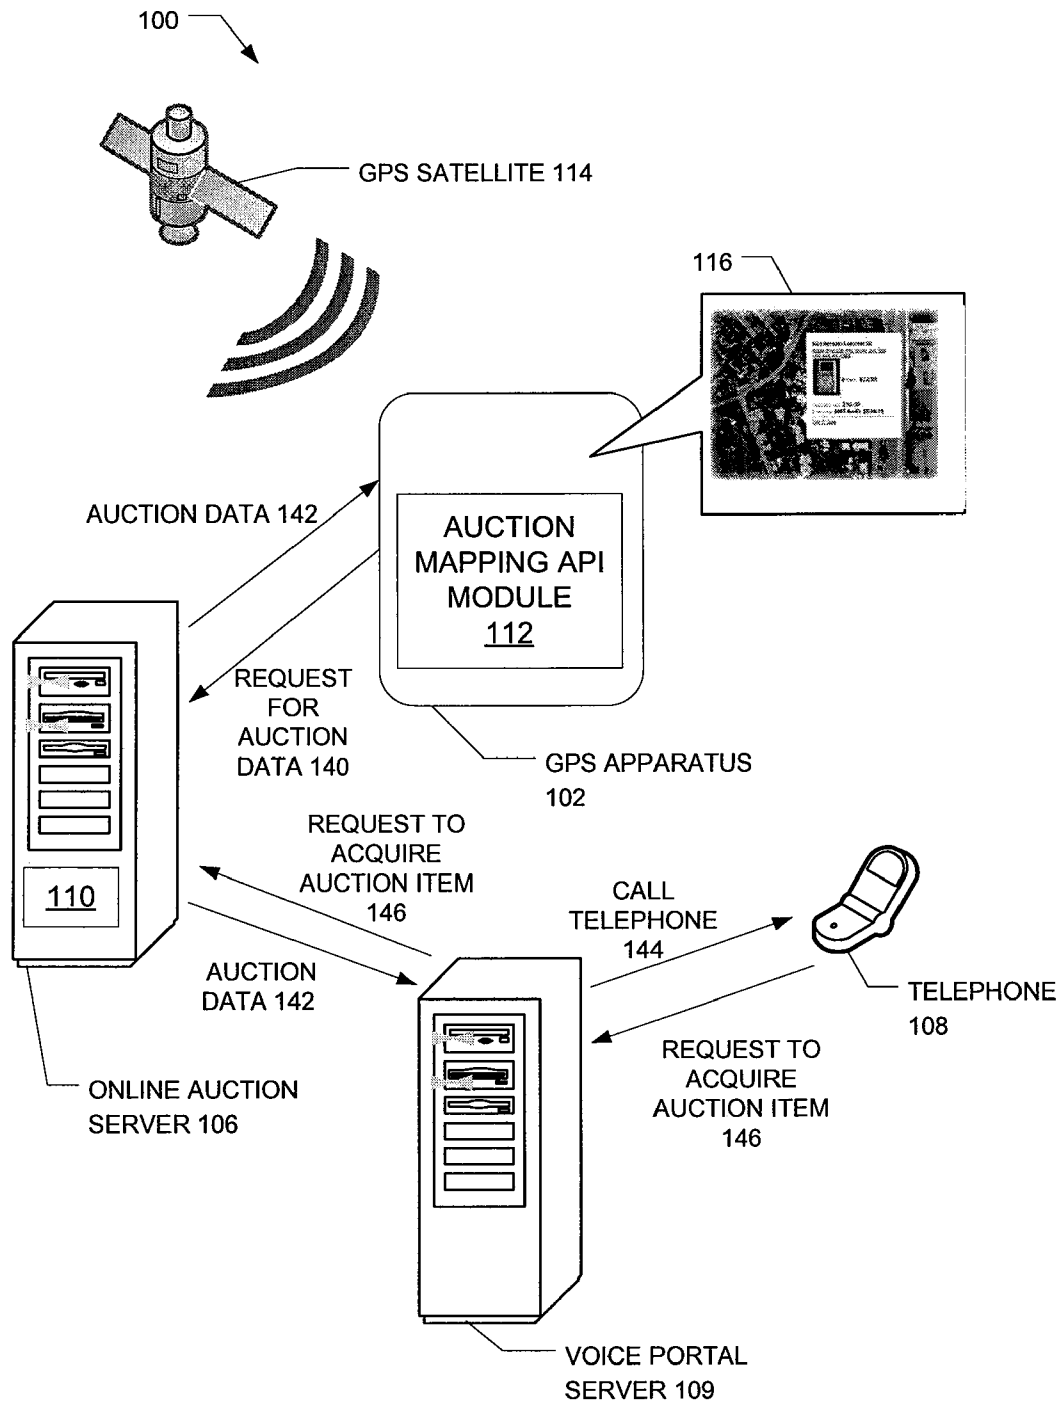 100
GPS SATELLITE 114
116
AUCTION DATA 142
AUCTION
MAPPING API
MODULE
112
REQUEST
FOR
AUCTION
DATA 140
GPS APPARATUS
102
REQUEST TO
ACQUIRE
AUCTION ITEM
146
110
CALL
TELEPHONE
144
AUCTION
DATA 142
TELEPHONE
108
REQUEST TO
ACQUIRE
AUCTION ITEM
146
ONLINE AUCTION
SERVER 106
VOICE PORTAL
SERVER 109